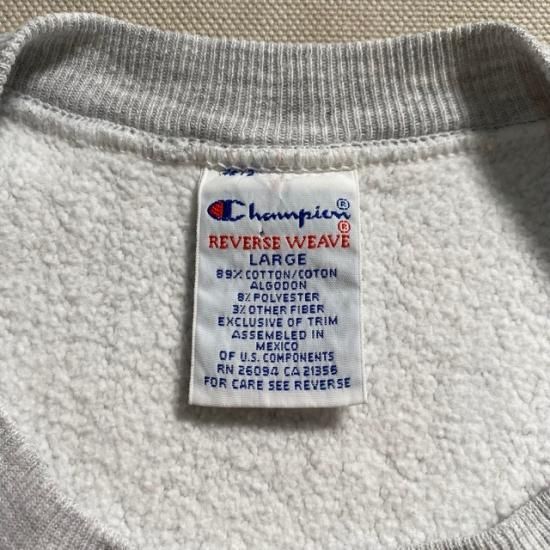 Champion®
REVERSE WEAVE®
LARGE
89% COTTON/COTON
ALGODON
8% POLYESTER
3% OTHER FIBER
EXCLUSIVE OF TRIM
ASSEMBLED IN
MEXICO
OF U.S. COMPONENTS
RN 26094 CA 21356
FOR CARE SEE REVERSE